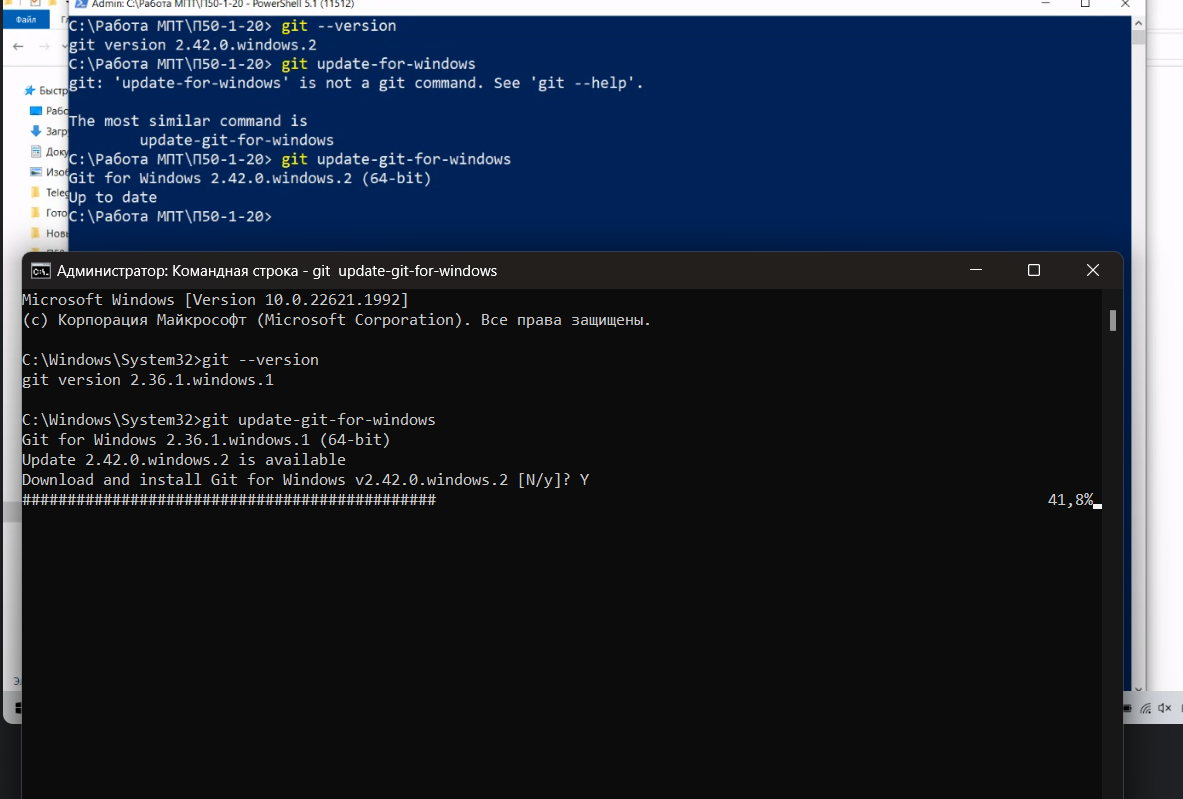 Admin: C:\Работа МПТ\П50-1-20 - PowerShell 5.1 (11512)
Файл
C:\Работа МПТ\П50-1-20> git --version
git version 2.42.0.windows.2
C:\Работа МПТ\П50-1-20> git update-for-windows
git: 'update-for-windows' is not a git command. See 'git --help'.
The most similar command is
update-git-for-windows
C:\Работа МПТ\П50-1-20> git update-git-for-windows
Git for Windows 2.42.0.windows.2 (64-bit)
Up to date
C:\Работа МПТ\П50-1-20>
Быстр
Рабо
Загр
Доку
Изоб
Teleg
Гото
Новы
Администратор: Командная строка - git  update-git-for-windows
Microsoft Windows [Version 10.0.22621.1992]
(c) Корпорация Майкрософт (Microsoft Corporation). Все права защищены.
C:\Windows\System32>git --version
git version 2.36.1.windows.1
C:\Windows\System32>git update-git-for-windows
Git for Windows 2.36.1.windows.1 (64-bit)
Update 2.42.0.windows.2 is available
Download and install Git for Windows v2.42.0.windows.2 [N/y]? Y
############################################## 41,8%